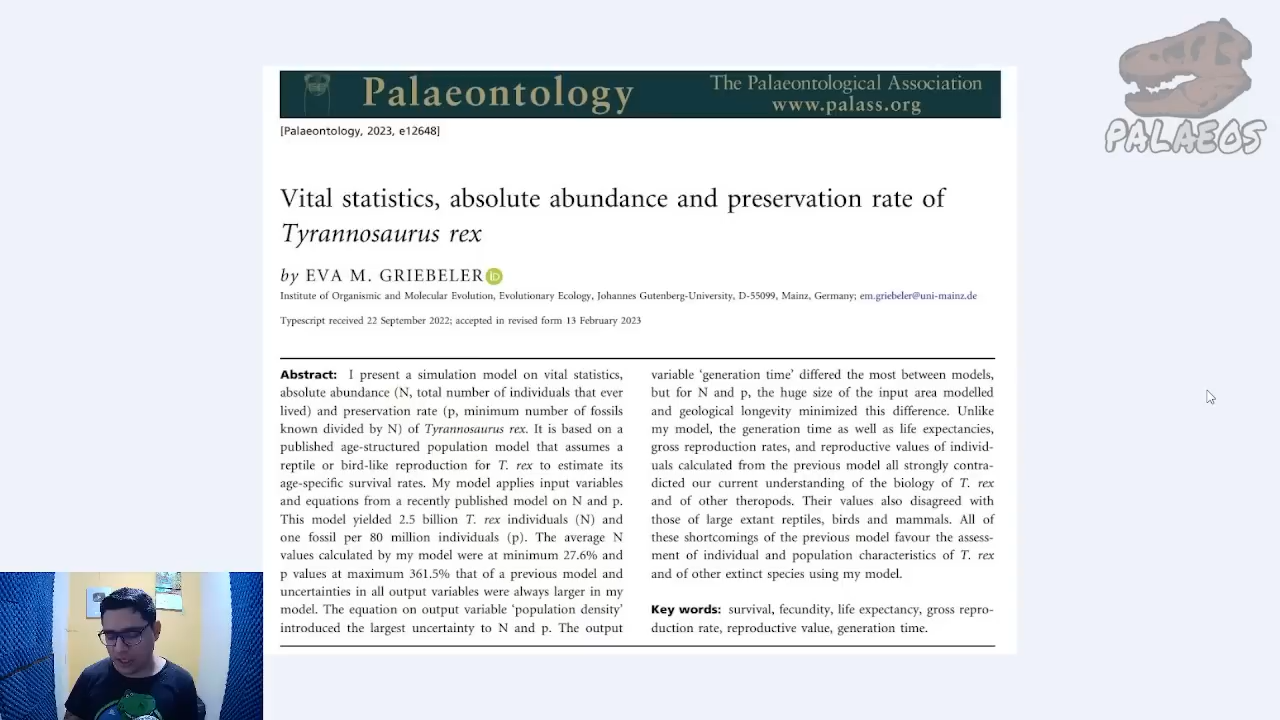 Palaeontology
The Palaeontological Association
www.palass.org
PALAEOS
[Palaeontology, 2023, e12648]
Vital statistics, absolute abundance and preservation rate of
Tyrannosaurus rex
by EVA M. GRIEBELER iD
Institute of Organismic and Molecular Evolution, Evolutionary Ecology, Johannes Gutenberg-University, D-55099, Mainz, Germany; em.griebeler@uni-mainz.de
Typescript received 22 September 2022; accepted in revised form 13 February 2023
Abstract: I present a simulation model on vital statistics,
absolute abundance (N, total number of individuals that ever
lived) and preservation rate (p, minimum number of fossils
known divided by N) of Tyrannosaurus rex. It is based on a
published age-structured population model that assumes a
reptile or bird-like reproduction for T. rex to estimate its
age-specific survival rates. My model applies input variables
and equations from a recently published model on N and p.
This model yielded 2.5 billion T. rex individuals (N) and
one fossil per 80 million individuals (p). The average N
values calculated by my model were at minimum 27.6% and
p values at maximum 361.5% that of a previous model and
uncertainties in all output variables were always larger in my
model. The equation on output variable 'population density'
introduced the largest uncertainty to N and p. The output
variable 'generation time' differed the most between models,
but for N and p, the huge size of the input area modelled
and geological longevity minimized this difference. Unlike
my model, the generation time as well as life expectancies,
gross reproduction rates, and reproductive values of individ-
uals calculated from the previous model all strongly contra-
dicted our current understanding of the biology of T. rex
and of other theropods. Their values also disagreed with
those of large extant reptiles, birds and mammals. All of
these shortcomings of the previous model favour the assess-
ment of individual and population characteristics of T. rex
and of other extinct species using my model.
Key words: survival, fecundity, life expectancy, gross repro-
duction rate, reproductive value, generation time.